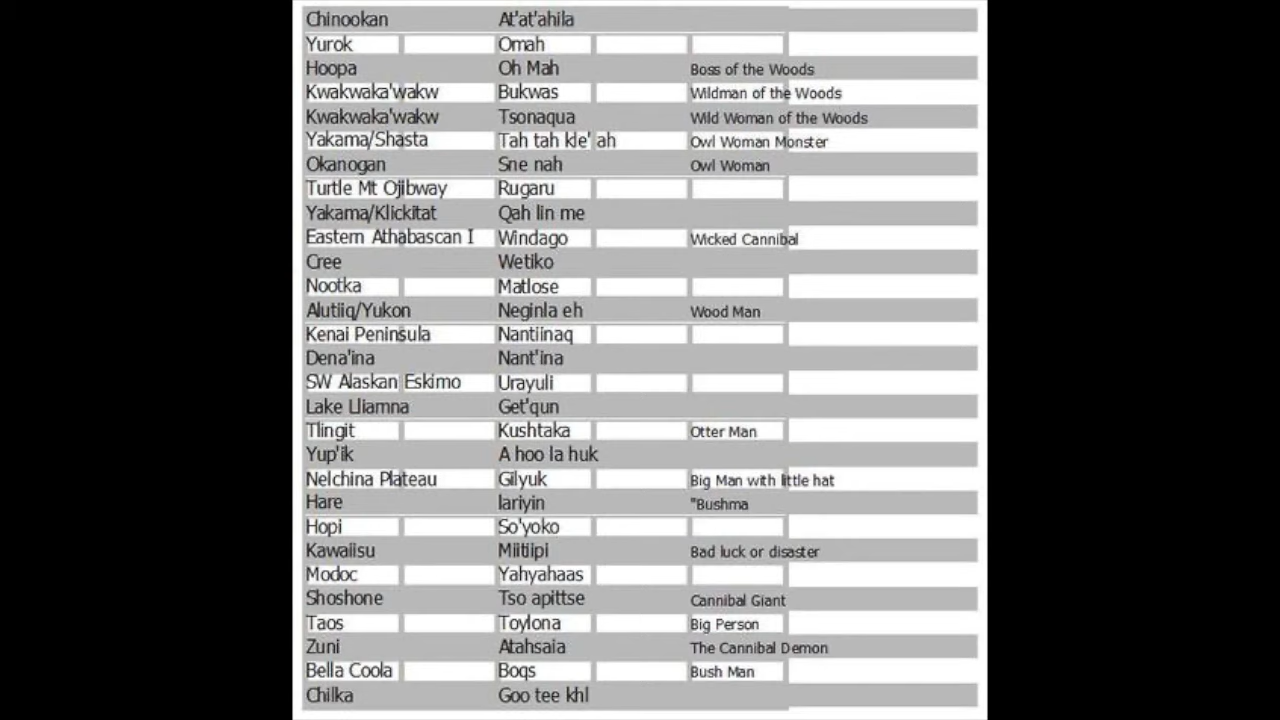 Chinookan At'at'ahila
Yurok Omah
Hoopa Oh Mah Boss of the Woods
Kwakwaka'wakw Bukwas Wildman of the Woods
Kwakwaka'wakw Tsonaqua Wild Woman of the Woods
Yakama/Shasta Tah tah kle' ah Owl Woman Monster
Okanogan Sne nah Owl Woman
Turtle Mt Ojibway Rugaru
Yakama/Klickitat Qah lin me
Eastern Athabascan I Windago Wicked Cannibal
Cree Wetiko
Nootka Matlose
Alutiiq/Yukon Neginla eh Wood Man
Kenai Peninsula Nantiinaq
Dena'ina Nant'ina
SW Alaskan Eskimo Urayuli
Lake Lliamna Get'qun
Tlingit Kushtaka Otter Man
Yup'ik A hoo la huk
Nelchina Plateau Gilyuk Big Man with little hat
Hare lariyin "Bushma
Hopi So'yoko
Kawaiisu Miitiipi Bad luck or disaster
Modoc Yahyahaas
Shoshone Tso apittse Cannibal Giant
Taos Toylona Big Person
Zuni Atahsaia The Cannibal Demon
Bella Coola Boqs Bush Man
Chilka Goo tee khl